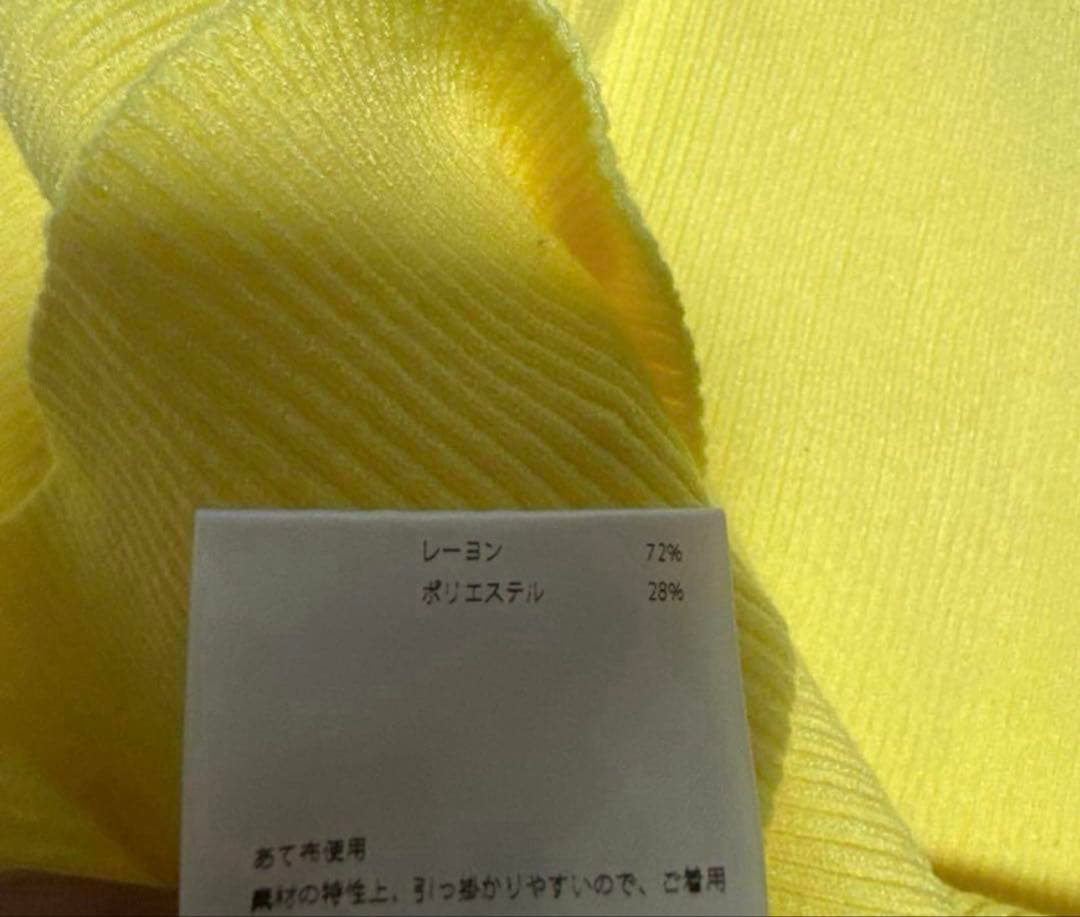 レーヨン 72%
ポリエステル 28%
あて布使用
素材の特性上、引っ掛かりやすいので、ご着用